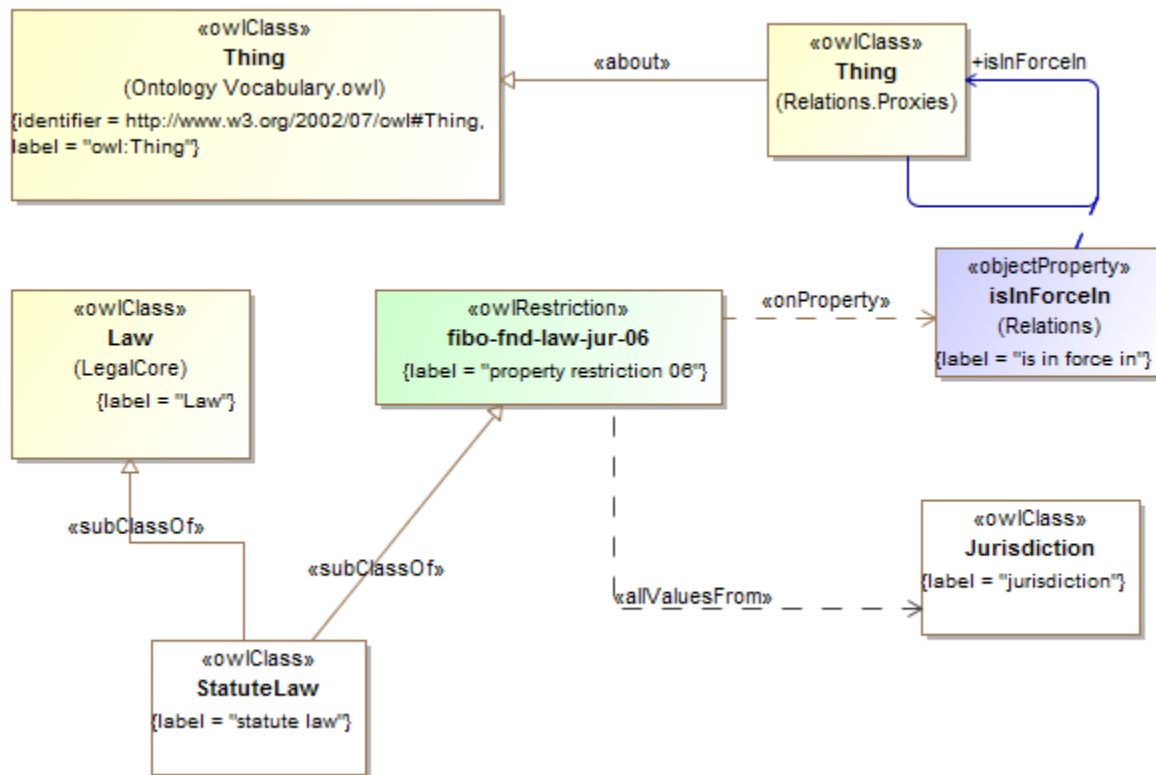 «owlClass»
Thing
(Ontology Vocabulary.owl)
{identifier = http://www.w3.org/2002/07/owl#Thing,
label = "owl:Thing"}
«about»
«owlClass»
Thing
(Relations.Proxies)
+isInForceIn
«owlClass»
Law
(LegalCore)
{label = "Law"}
«owlRestriction»
fibo-fnd-law-jur-06
{label = "property restriction 06"}
«onProperty»
«objectProperty»
isInForceIn
(Relations)
{label = "is in force in"}
«subClassOf»
«subClassOf»
«allValuesFrom»
«owlClass»
Jurisdiction
{label = "jurisdiction"}
«owlClass»
StatuteLaw
{label = "statute law"}